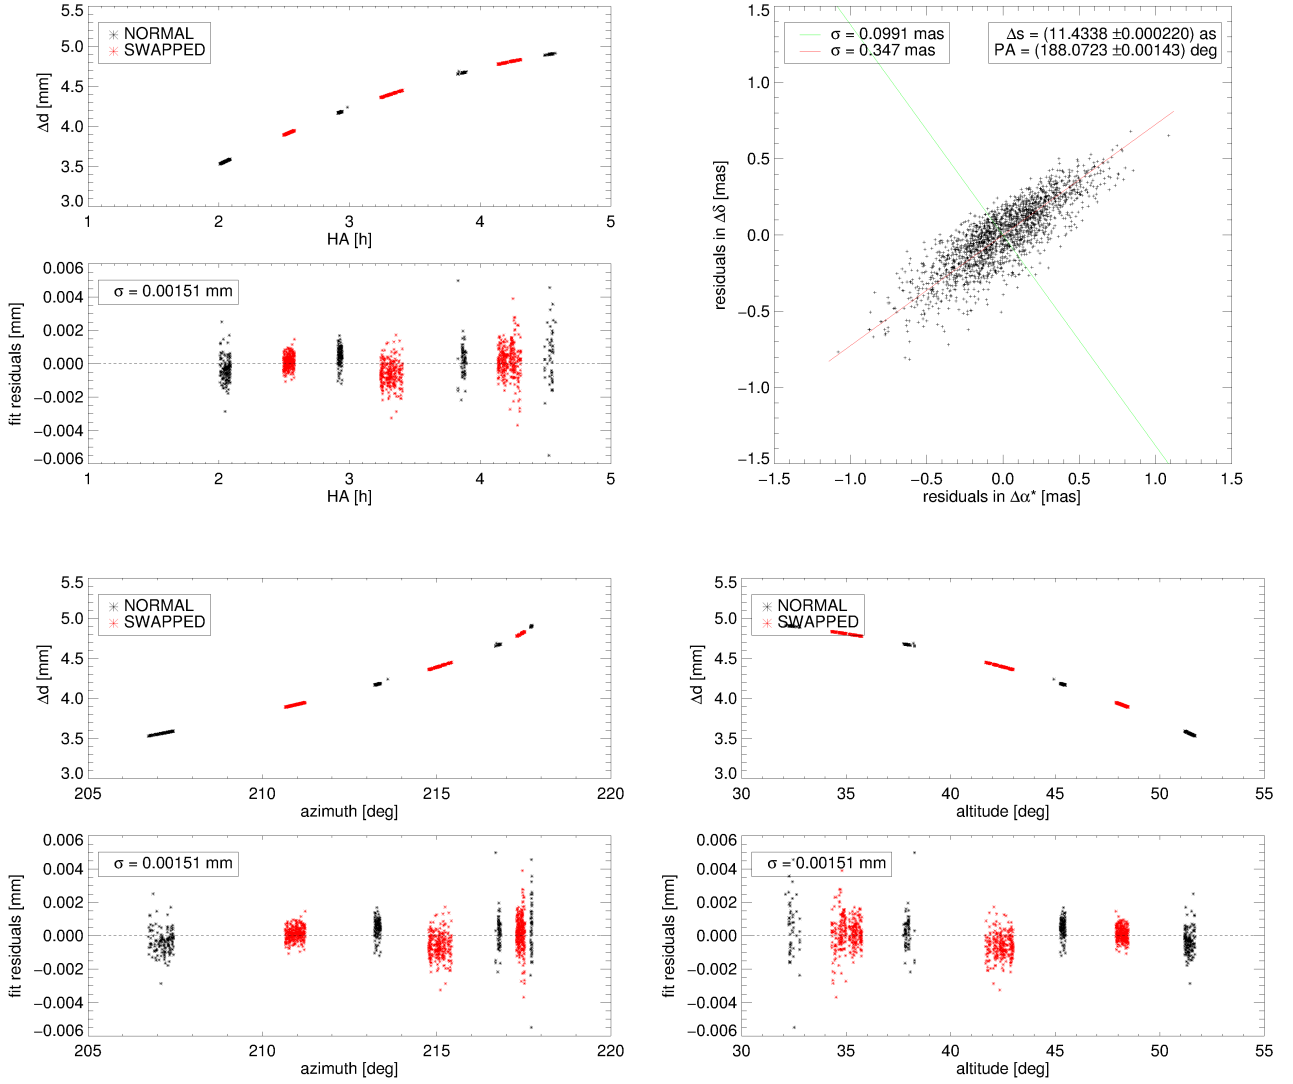 5.5
5.0
4.5
4.0
3.5
3.0
Δd [mm]
NORMAL
SWAPPED
1 2 3 4 5
HA [h]
0.006
0.004
0.002
0.000
−0.002
−0.004
−0.006
fit residuals [mm]
σ = 0.00151 mm
1 2 3 4 5
HA [h]
1.5
1.0
0.5
0.0
−0.5
−1.0
−1.5
residuals in Δδ [mas]
σ = 0.0991 mas
σ = 0.347 mas
Δs = (11.4338 ±0.000220) as
PA = (188.0723 ±0.00143) deg
−1.5 −1.0 −0.5 0.0 0.5 1.0 1.5
residuals in Δα* [mas]
5.5
5.0
4.5
4.0
3.5
3.0
Δd [mm]
NORMAL
SWAPPED
205 210 215 220
azimuth [deg]
5.5
5.0
4.5
4.0
3.5
3.0
Δd [mm]
NORMAL
SWAPPED
30 35 40 45 50 55
altitude [deg]
0.006
0.004
0.002
0.000
−0.002
−0.004
−0.006
fit residuals [mm]
σ = 0.00151 mm
205 210 215 220
azimuth [deg]
0.006
0.004
0.002
0.000
−0.002
−0.004
−0.006
fit residuals [mm]
σ = 0.00151 mm
30 35 40 45 50 55
altitude [deg]